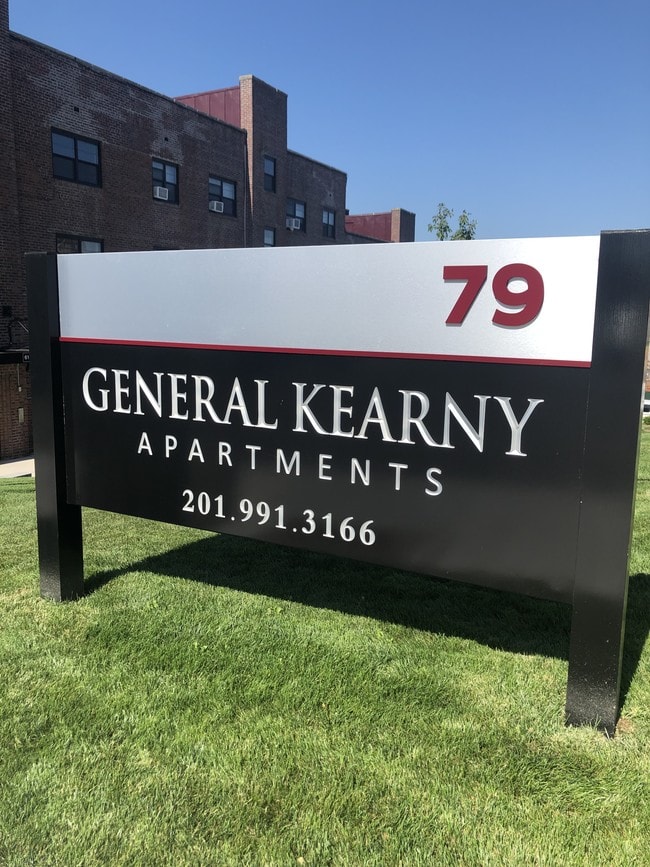 79
GENERAL KEARNY
APARTMENTS
201.991.3166